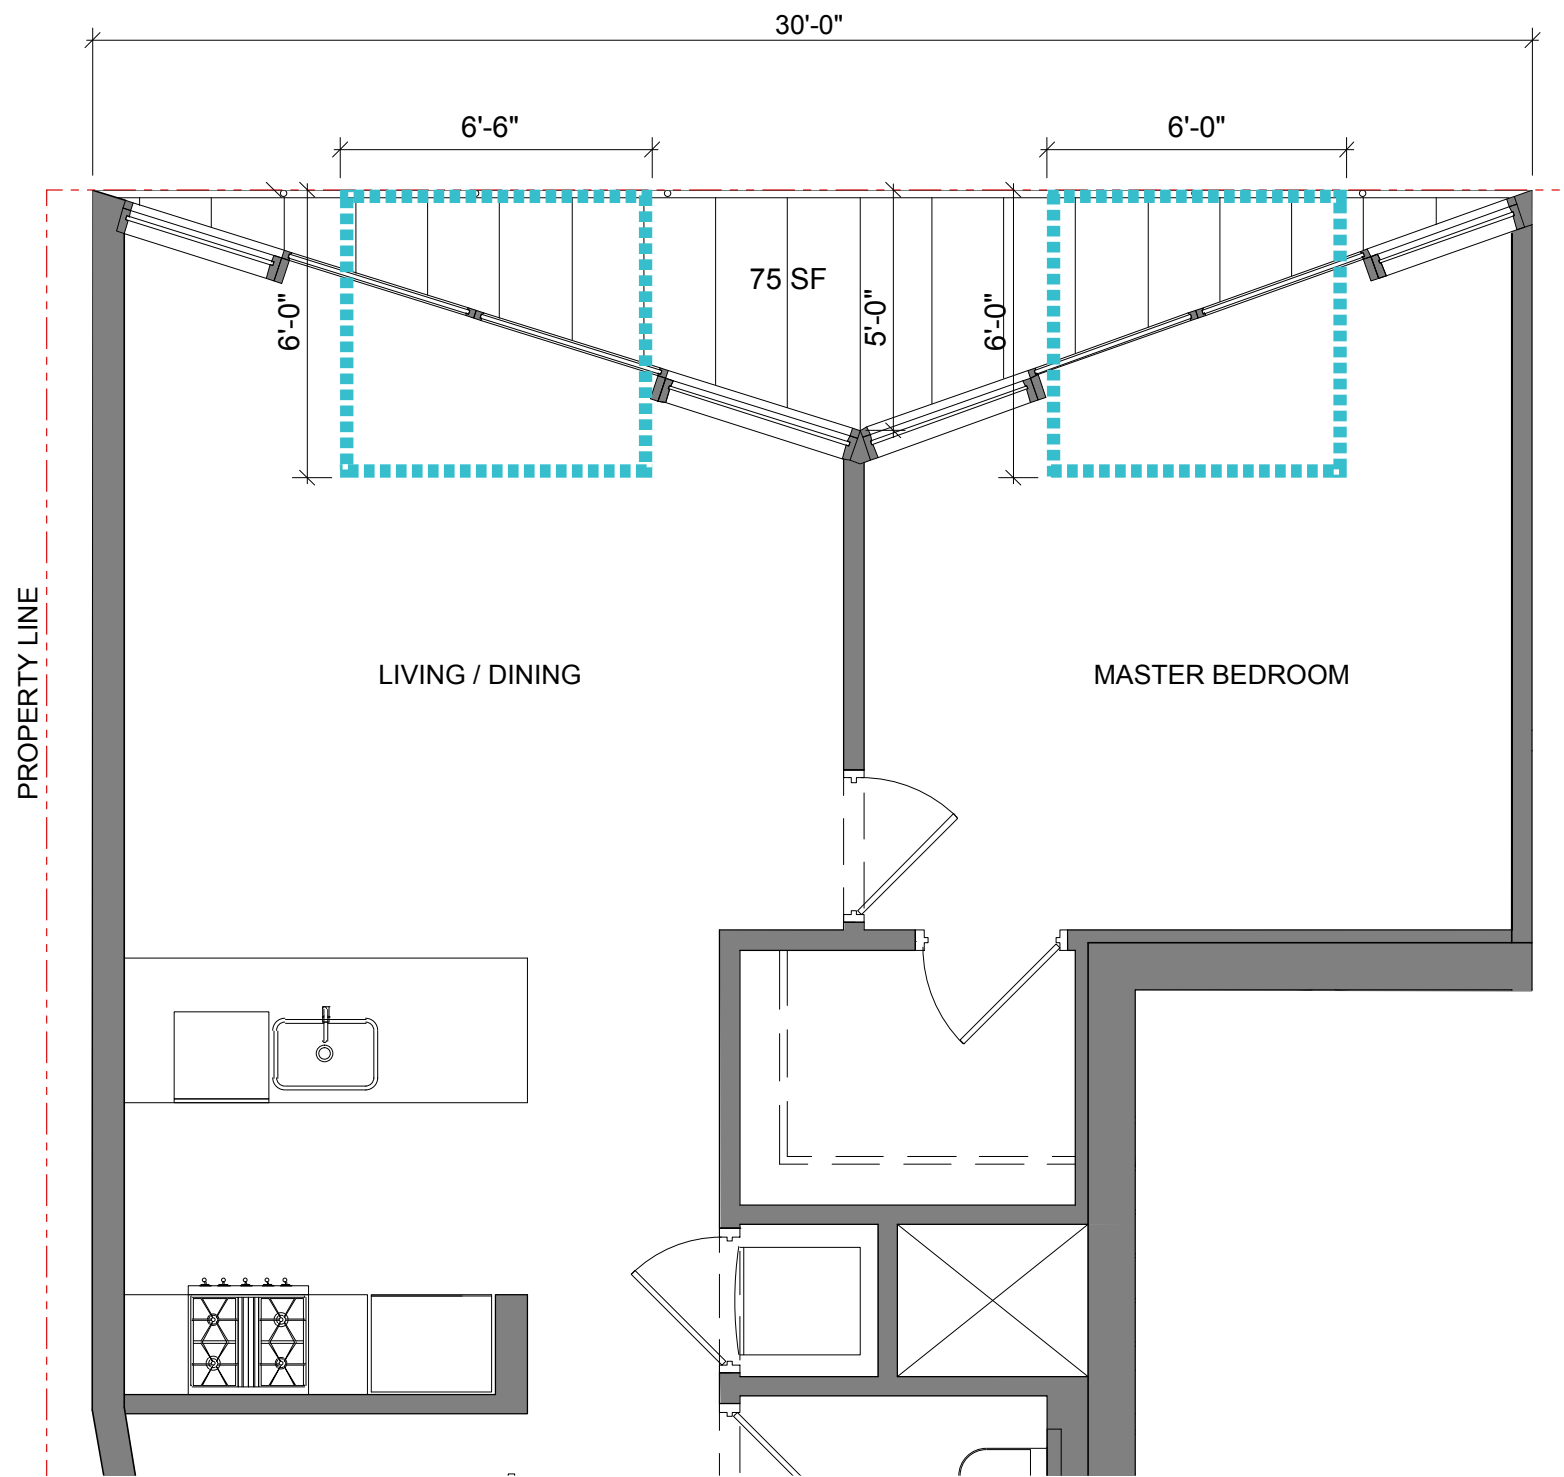 30'-0"
6'-6"
6'-0"
75 SF
6'-0"
5'-0"
6'-0"
PROPERTY LINE
LIVING / DINING
MASTER BEDROOM